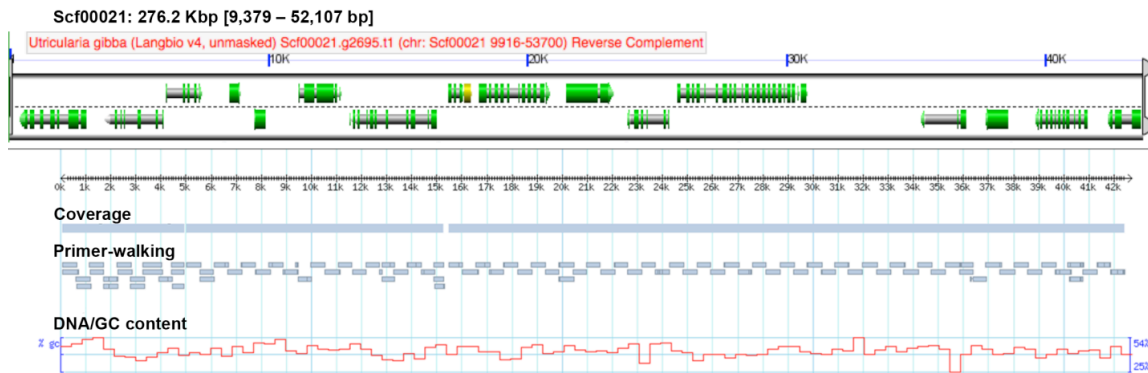 Scf00021: 276.2 Kbp [9,379 – 52,107 bp]
Utricularia gibba (Langbio v4, unmasked) Scf00021.g2695.t1 (chr: Scf00021 9916-53700) Reverse Complement
10K 20K 30K 40K
0k 1k 2k 3k 4k 5k 6k 7k 8k 9k 10k 11k 12k 13k 14k 15k 16k 17k 18k 19k 20k 21k 22k 23k 24k 25k 26k 27k 28k 29k 30k 31k 32k 33k 34k 35k 36k 37k 38k 39k 40k 41k 42k
Coverage
Primer-walking
DNA/GC content
% gc 54%
25%